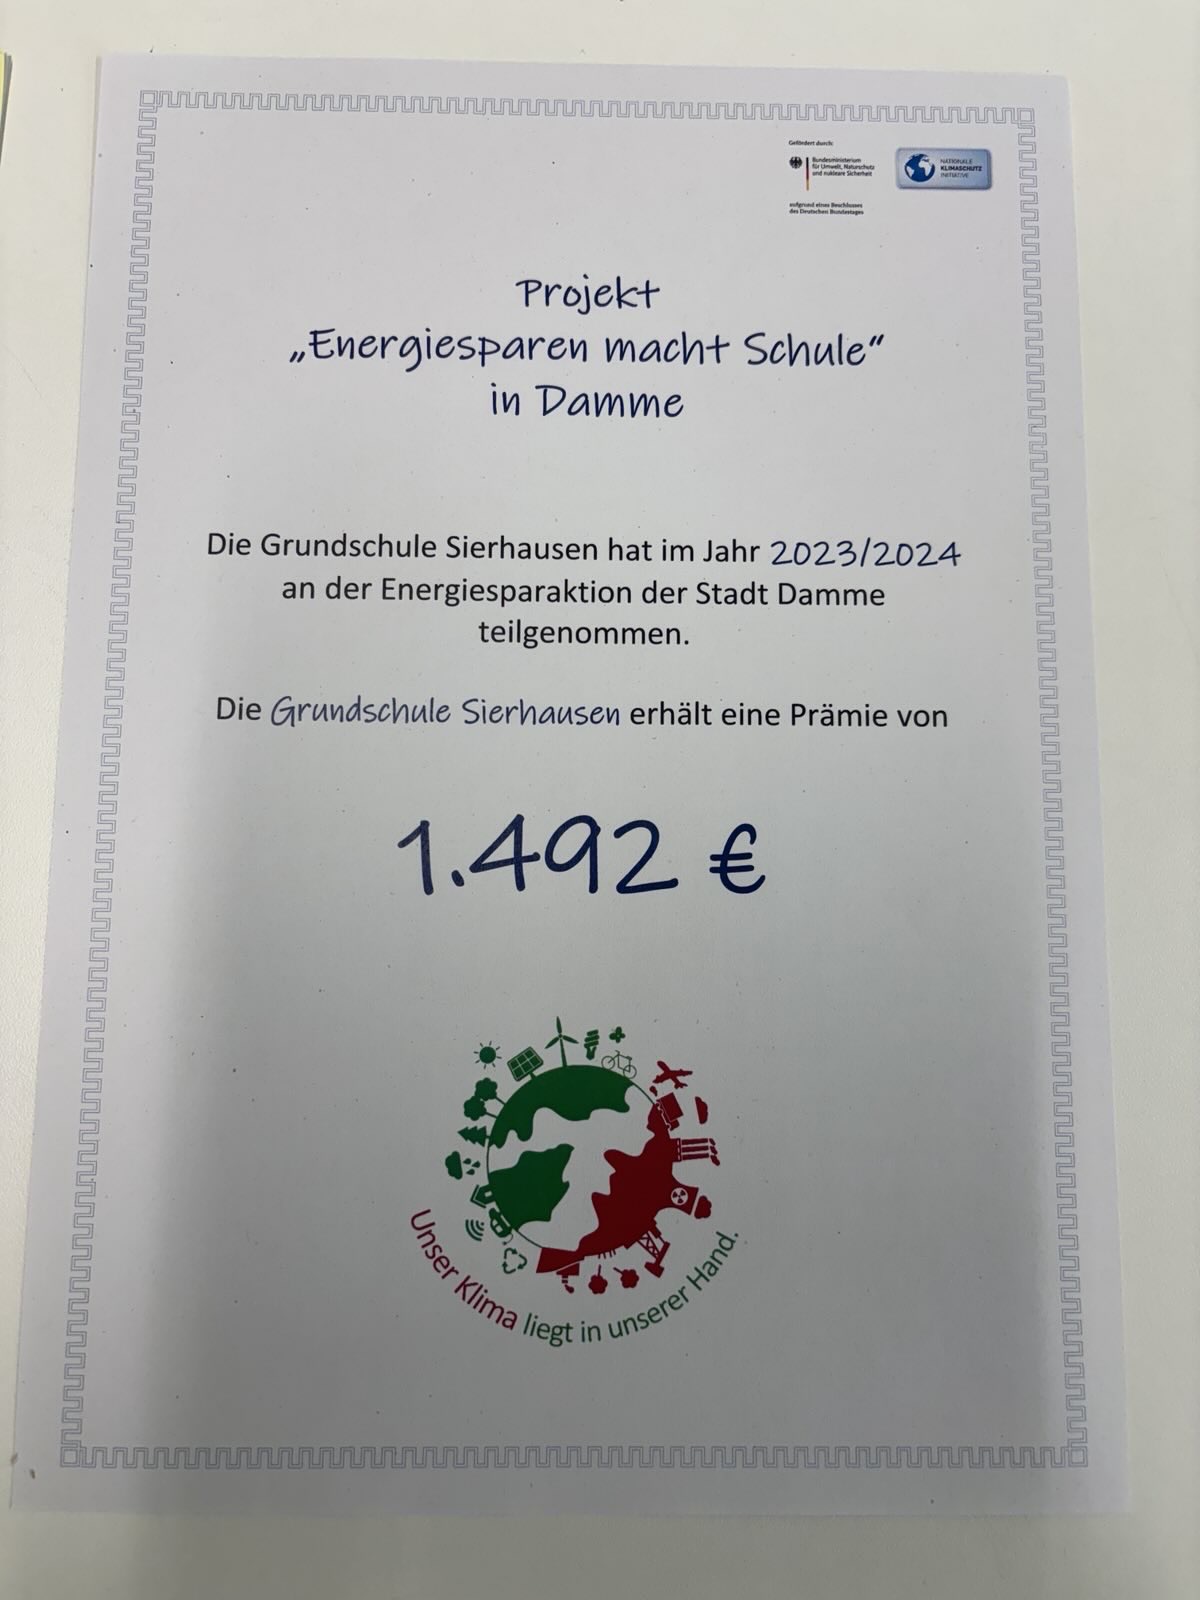 Gefördert durch:
Bundesministerium
für Umwelt, Naturschutz
und nukleare Sicherheit
aufgrund eines Beschlusses
des Deutschen Bundestages
NATIONALE
KLIMASCHUTZ
INITIATIVE
Projekt
„Energiesparen macht Schule“
in Damme
Die Grundschule Sierhausen hat im Jahr 2023/2024
an der Energiesparaktion der Stadt Damme
teilgenommen.
Die Grundschule Sierhausen erhält eine Prämie von
1.492 €
Unser Klima liegt in unserer Hand.